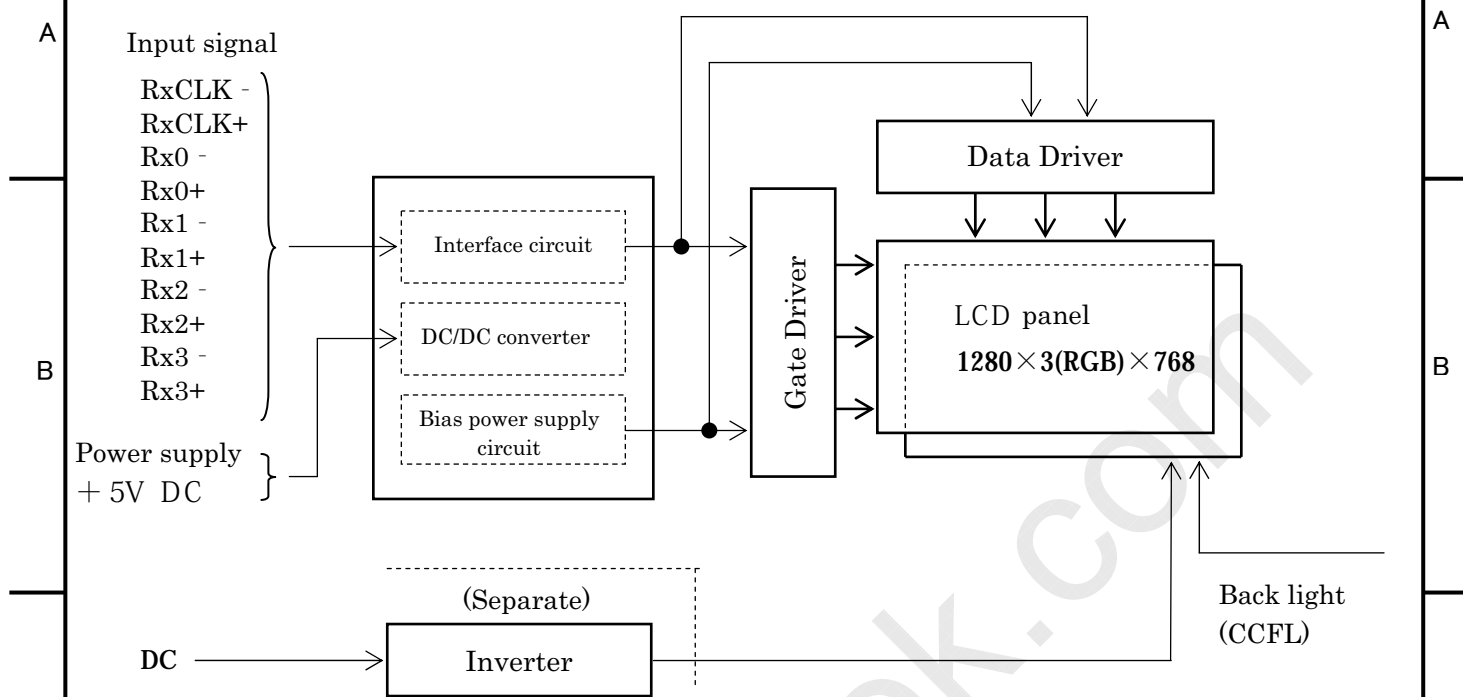 A
A
Input signal
RxCLK -
RxCLK+
Rx0 -
Rx0+
Rx1 -
Rx1+
Rx2 -
Rx2+
Rx3 -
Rx3+
Power supply
+ 5V DC
Interface circuit
DC/DC converter
Bias power supply
circuit
Gate Driver
Data Driver
LCD panel
1280×3(RGB)×768
B
B
(Separate)
DC
Inverter
Back light
(CCFL)
ok.com